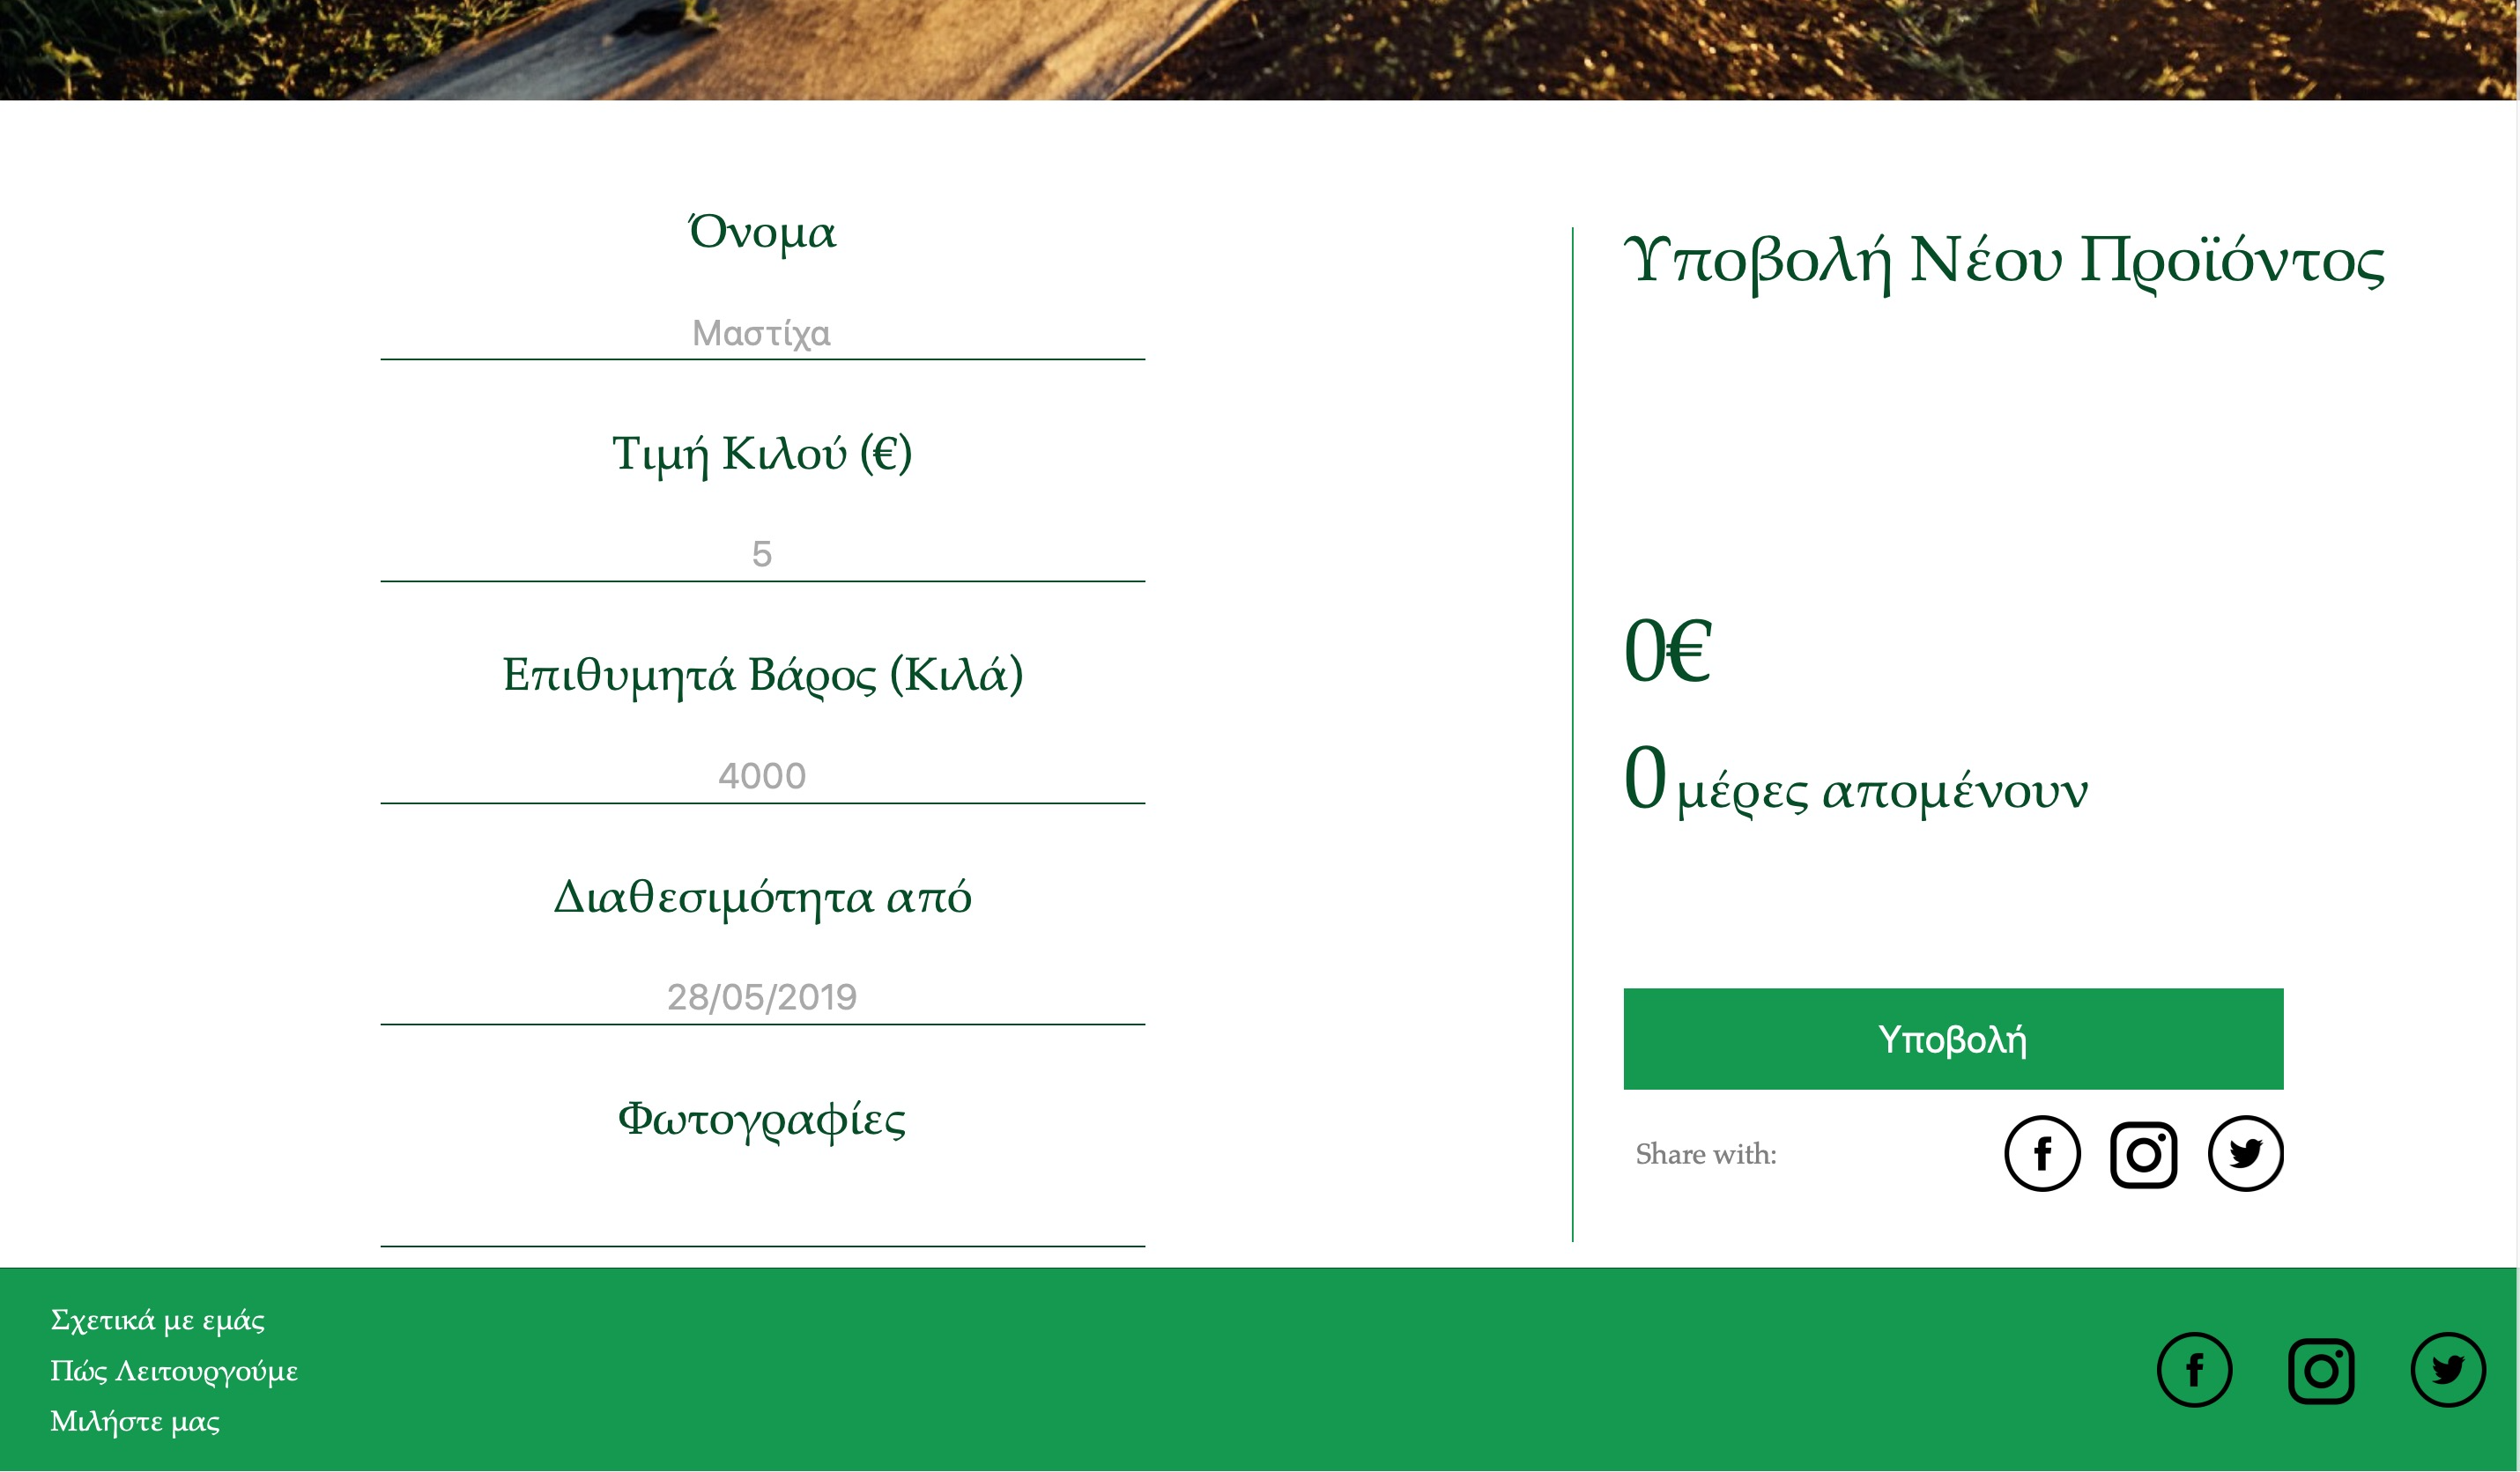 Όνομα
Μαστίχα
Τιμή Κιλού (€)
5
Επιθυμητά Βάρος (Κιλά)
4000
Διαθεσιμότητα από
28/05/2019
Φωτογραφίες
Υποβολή Νέου Προϊόντος
0€
0 μέρες απομένουν
Υποβολή
Share with:
Σχετικά με εμάς
Πώς Λειτουργούμε
Μιλήστε μας